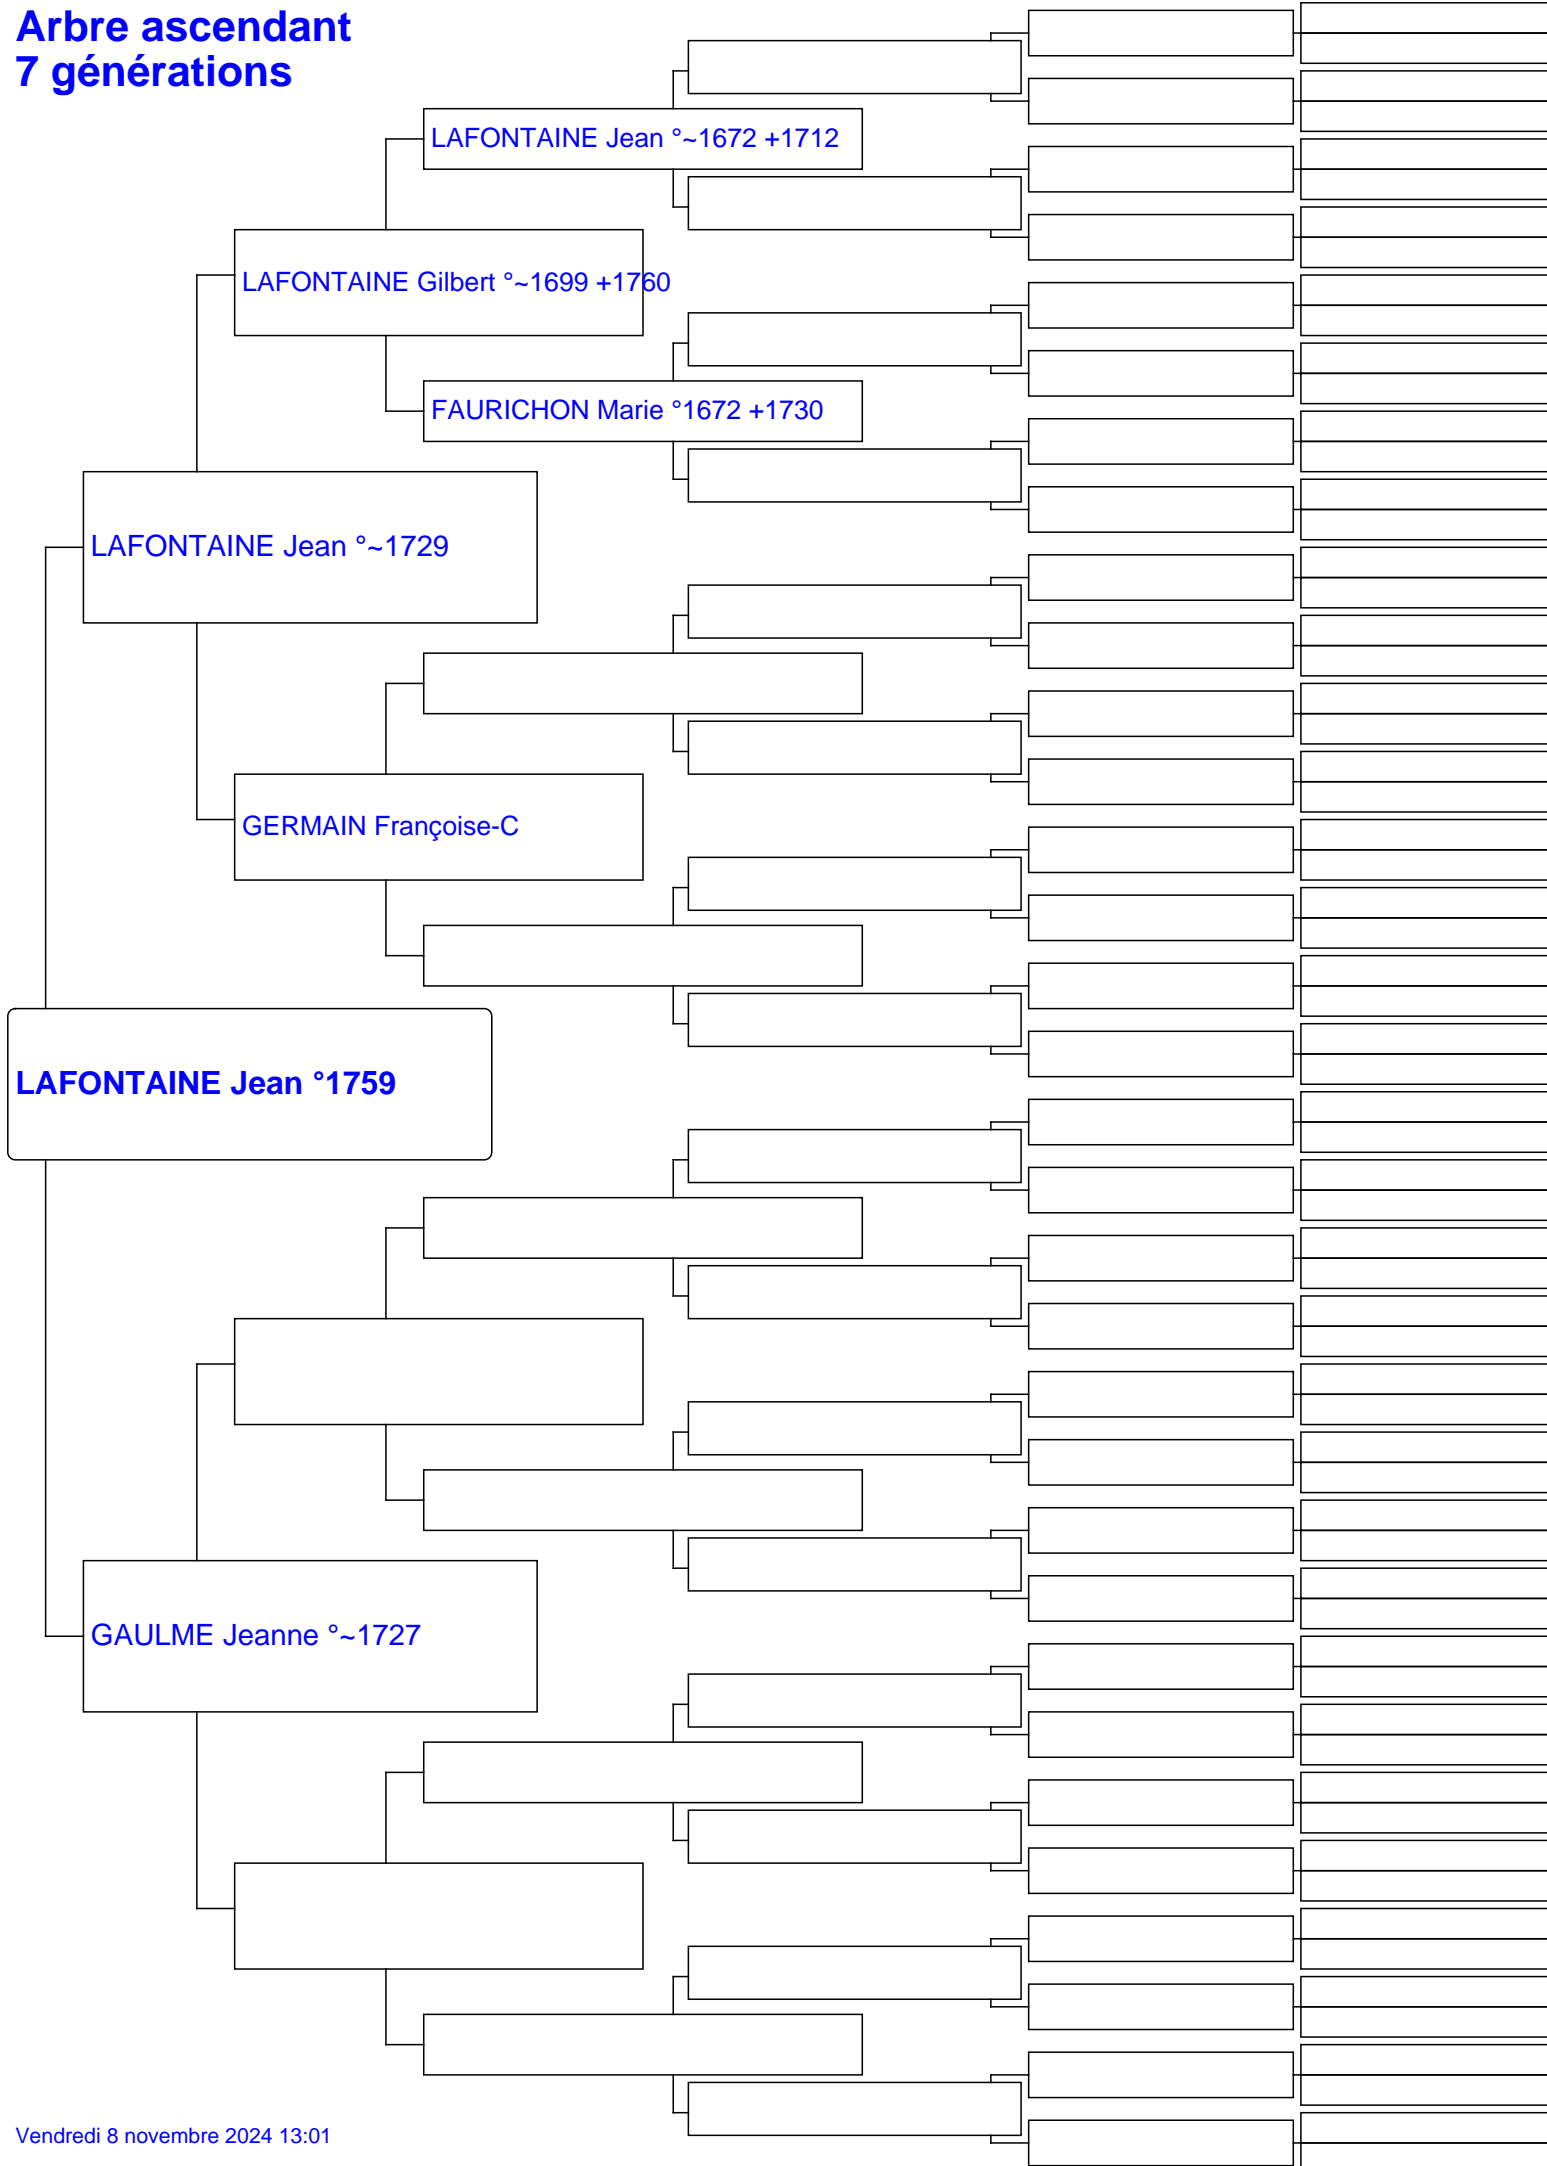 Arbre ascendant
7 générations
LAFONTAINE Jean °~1672 +1712
LAFONTAINE Gilbert °~1699 +1760
FAURICHON Marie °1672 +1730
LAFONTAINE Jean °~1729
GERMAIN Françoise-C
LAFONTAINE Jean °1759
GAULME Jeanne °~1727
Vendredi 8 novembre 2024 13:01